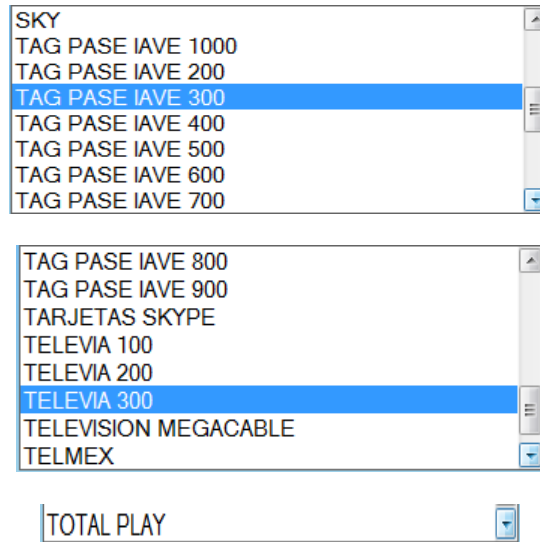 SKY
TAG PASE IAVE 1000
TAG PASE IAVE 200
TAG PASE IAVE 300
TAG PASE IAVE 400
TAG PASE IAVE 500
TAG PASE IAVE 600
TAG PASE IAVE 700
TAG PASE IAVE 800
TAG PASE IAVE 900
TARJETAS SKYPE
TELEVIA 100
TELEVIA 200
TELEVIA 300
TELEVISION MEGACABLE
TELMEX
TOTAL PLAY